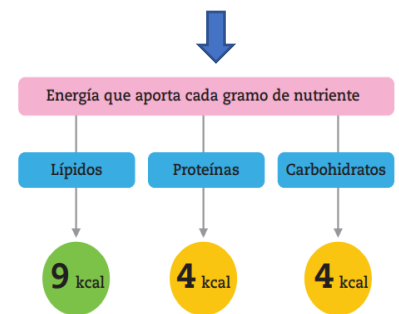 Energía que aporta cada gramo de nutriente
Lípidos
Proteínas
Carbohidratos
9 kcal
4 kcal
4 kcal